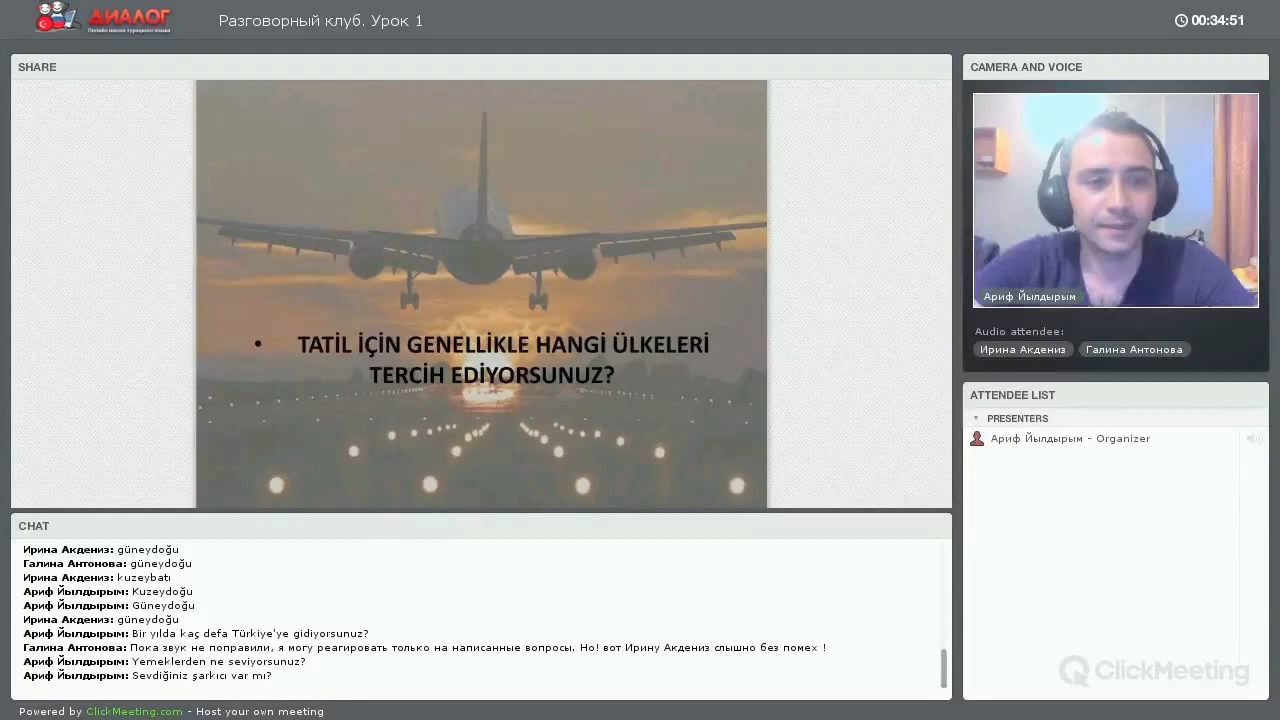 ДИАЛОГ
Онлайн школа турецкого языка
Разговорный клуб. Урок 1
00:34:51
SHARE
• TATİL İÇİN GENELLİKLE HANGİ ÜLKELERİ
TERCİH EDİYORSUNUZ?
CAMERA AND VOICE
Ариф Йылдырым
Audio attendee:
Ирина Акдениз Галина Антонова
ATTENDEE LIST
PRESENTERS
Ариф Йылдырым - Organizer
CHAT
Ирина Акдениз: güneydoğu
Галина Антонова: güneydoğu
Ирина Акдениз: kuzeybatı
Ариф Йылдырым: Kuzeydoğu
Ариф Йылдырым: Güneydoğu
Ирина Акдениз: güneydoğu
Ариф Йылдырым: Bir yılda kaç defa Türkiye'ye gidiyorsunuz?
Галина Антонова: Пока звук не поправили, я могу реагировать только на написанные вопросы. Но! вот Ирину Акдениз слышно без помех !
Ариф Йылдырым: Yemeklerden ne seviyorsunuz?
Ариф Йылдырым: Sevdiğiniz şarkıcı var mı?
ClickMeeting
Powered by ClickMeeting.com - Host your own meeting